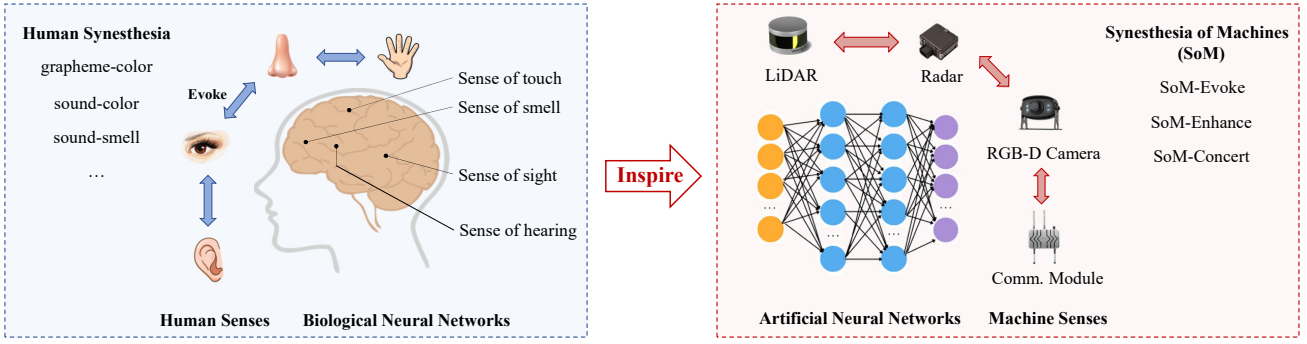 Human Synesthesia
grapheme-color
sound-color
sound-smell
…
Evoke
Sense of touch
Sense of smell
Sense of sight
Sense of hearing
Human Senses
Biological Neural Networks
Inspire
LiDAR
Radar
RGB-D Camera
Comm. Module
...
...
...
...
Artificial Neural Networks
Machine Senses
Synesthesia of Machines
(SoM)
SoM-Evoke
SoM-Enhance
SoM-Concert